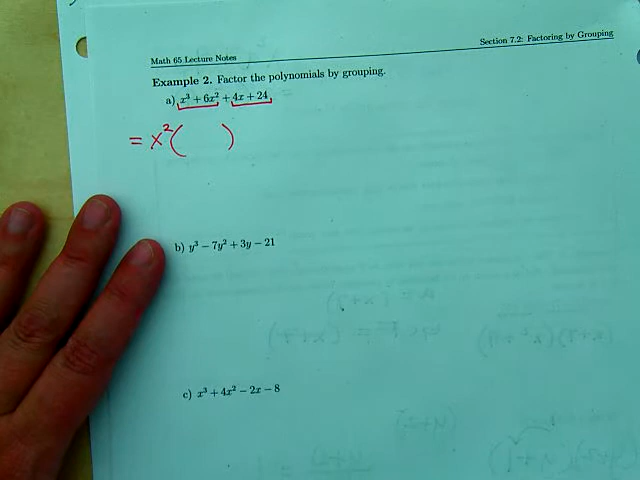 Math 65 Lecture Notes Section 7.2: Factoring by Grouping
Example 2. Factor the polynomials by grouping.
a) x³ + 6x² + 4x + 24
= x² (   )
b) y³ − 7y² + 3y − 21
c) x³ + 4x² − 2x − 8